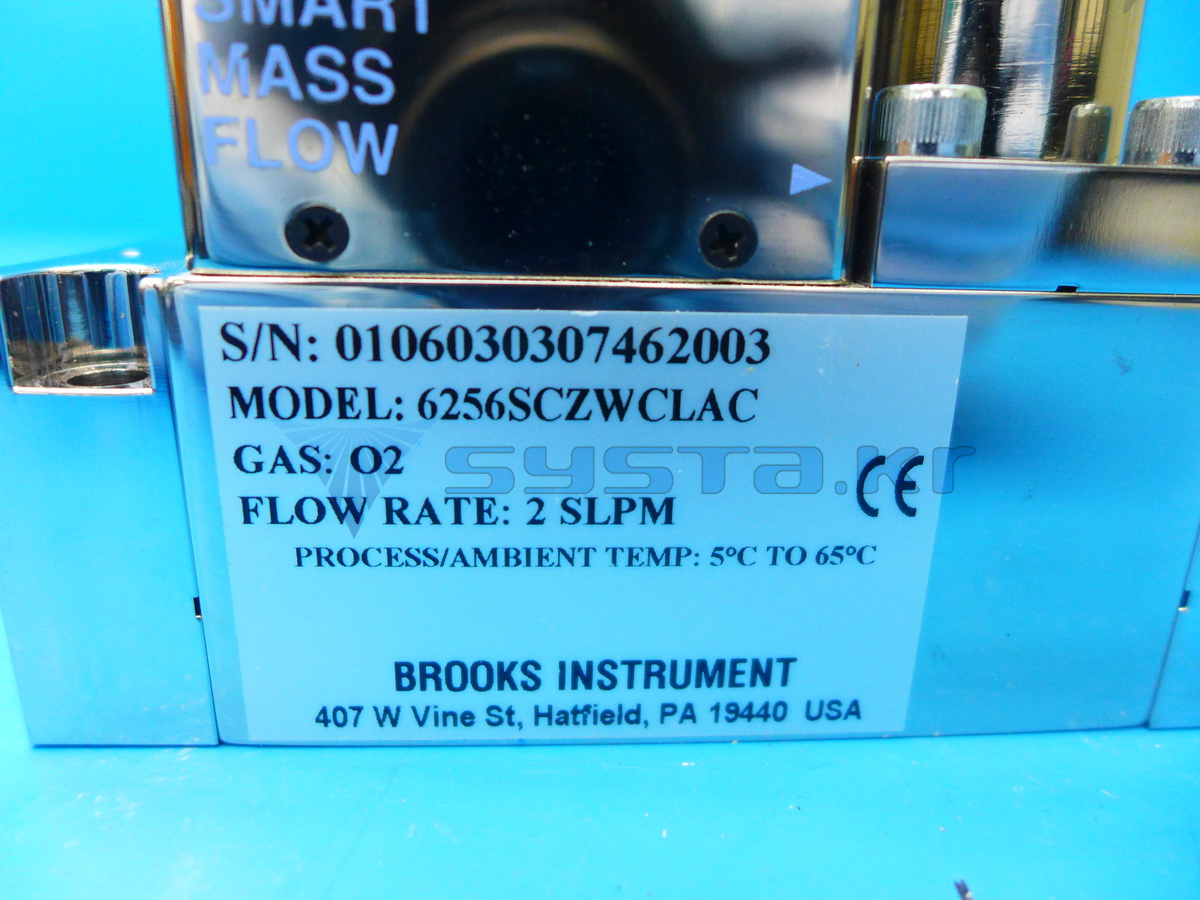 SMART
MASS
FLOW
S/N: 0106030307462003
MODEL: 6256SCZWCLAC
GAS: O2
systa.kr
CE
FLOW RATE: 2 SLPM
PROCESS/AMBIENT TEMP: 5°C TO 65°C
BROOKS INSTRUMENT
407 W Vine St, Hatfield, PA 19440 USA